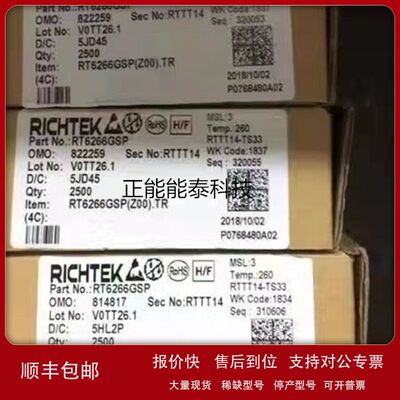 Part No.:RT6266GSP
OMO: 822259 Sec No:RTTT14
Lot No: V0TT26.1
D/C: 5JD45
Qty: 2500
Item: RT6266GSP(Z00).TR
(4C):
WK Code:1837
Seq : 320053
2018/10/02
P0768480A02
RICHTEK
RoHS
H/F
Part No.:RT6266GSP
OMO: 822259 Sec No:RTTT14
Lot No: V0TT26.1
D/C: 5JD45
Qty: 2500
Item: RT6266GSP(Z00).TR
(4C):
MSL:3
Temp.:260
RTTT14-TS33
WK Code:1837
Seq : 320055
2018/10/02
P0768480A02
正能能泰科技
RICHTEK
RoHS
H/F
Part No.:RT6266GSP
OMO: 814817 Sec No:RTTT14
Lot No: V0TT26.1
D/C: 5HL2P
Qty: 2500
MSL:3
Temp.:260
RTTT14-TS33
WK Code:1834
Seq : 310606
顺丰包邮
报价快 售后到位 支持对公专票
大量现货 稀缺型号 停产型号 可开普票